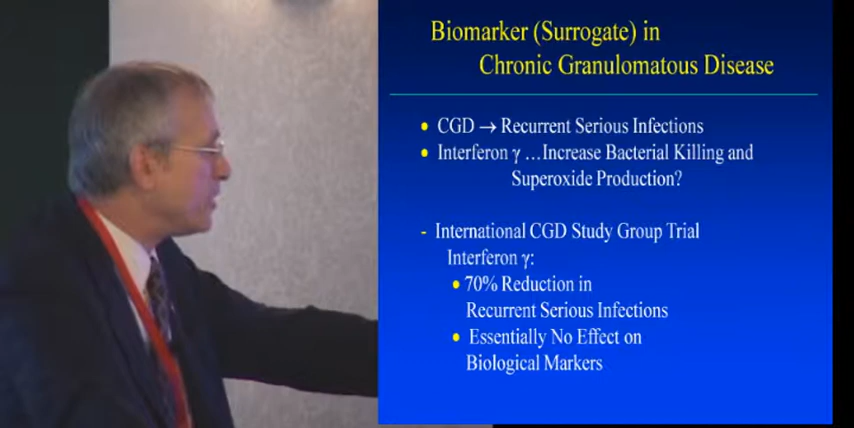 Biomarker (Surrogate) in
Chronic Granulomatous Disease
• CGD → Recurrent Serious Infections
• Interferon γ ...Increase Bacterial Killing and
Superoxide Production?
- International CGD Study Group Trial
Interferon γ:
• 70% Reduction in
Recurrent Serious Infections
• Essentially No Effect on
Biological Markers